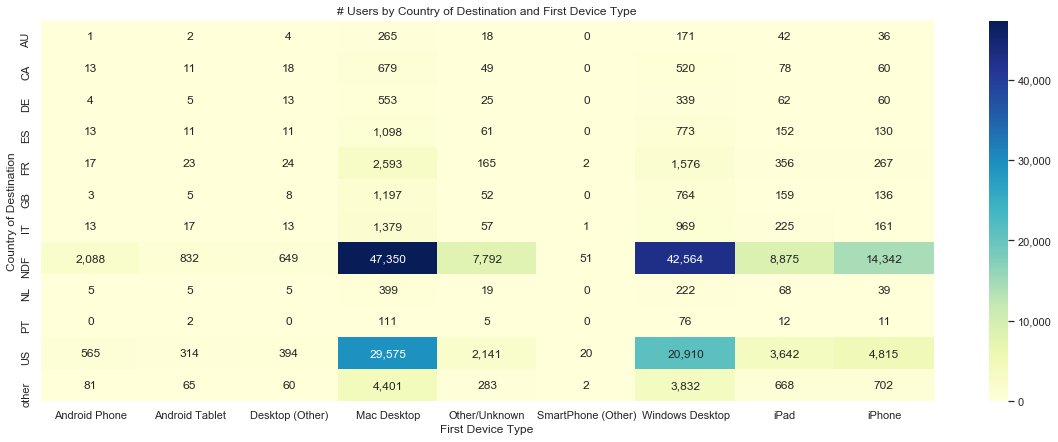 # Users by Country of Destination and First Device Type
AU 1 2 4 265 18 0 171 42 36
CA 13 11 18 679 49 0 520 78 60
DE 4 5 13 553 25 0 339 62 60
ES 13 11 11 1,098 61 0 773 152 130
FR 17 23 24 2,593 165 2 1,576 356 267
GB 3 5 8 1,197 52 0 764 159 136
IT 13 17 13 1,379 57 1 969 225 161
NDF 2,088 832 649 47,350 7,792 51 42,564 8,875 14,342
NL 5 5 5 399 19 0 222 68 39
PT 0 2 0 111 5 0 76 12 11
US 565 314 394 29,575 2,141 20 20,910 3,642 4,815
other 81 65 60 4,401 283 2 3,832 668 702
Android Phone Android Tablet Desktop (Other) Mac Desktop Other/Unknown SmartPhone (Other) Windows Desktop iPad iPhone
First Device Type
Country of Destination
40,000
30,000
20,000
10,000
0